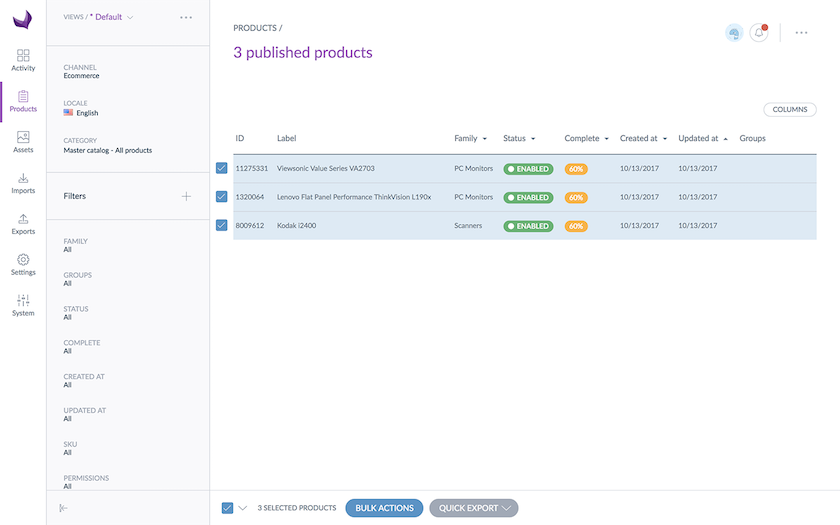 Activity
Products
Assets
Imports
Exports
Settings
System
VIEWS / * Default
CHANNEL
Ecommerce
LOCALE
English
CATEGORY
Master catalog - All products
Filters
FAMILY
All
GROUPS
All
STATUS
All
COMPLETE
All
CREATED AT
All
UPDATED AT
All
SKU
All
PERMISSIONS
All
PRODUCTS /
3 published products
COLUMNS
ID Label Family Status Complete Created at Updated at Groups
11275331 Viewsonic Value Series VA2703 PC Monitors ENABLED 60% 10/13/2017 10/13/2017
1320064 Lenovo Flat Panel Performance ThinkVision L190x PC Monitors ENABLED 60% 10/13/2017 10/13/2017
8009612 Kodak i2400 Scanners ENABLED 60% 10/13/2017 10/13/2017
3 SELECTED PRODUCTS BULK ACTIONS QUICK EXPORT